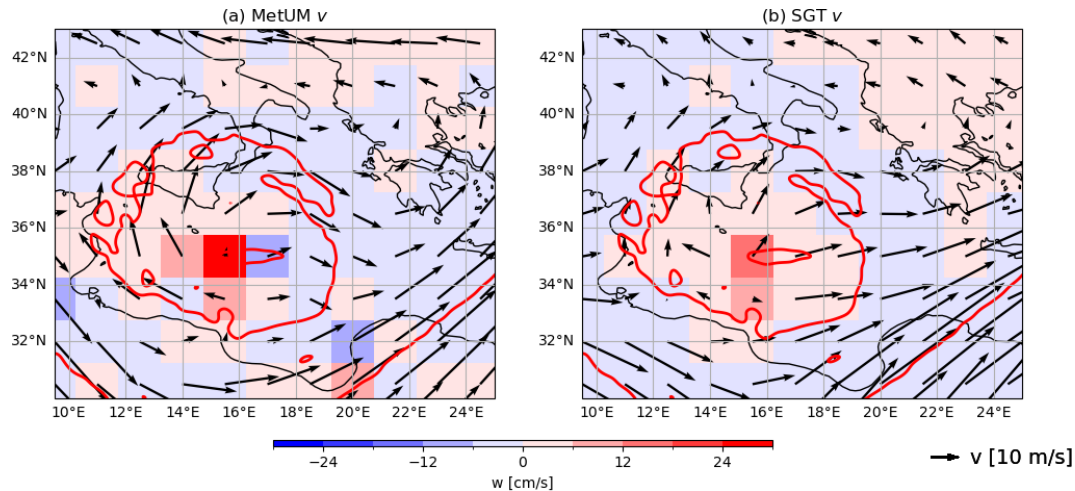 (a) MetUM v
(b) SGT v
42°N
40°N
38°N
36°N
34°N
32°N
10°E 12°E 14°E 16°E 18°E 20°E 22°E 24°E
42°N
40°N
38°N
36°N
34°N
32°N
10°E 12°E 14°E 16°E 18°E 20°E 22°E 24°E
−24 −12 0 12 24
w [cm/s]
v [10 m/s]